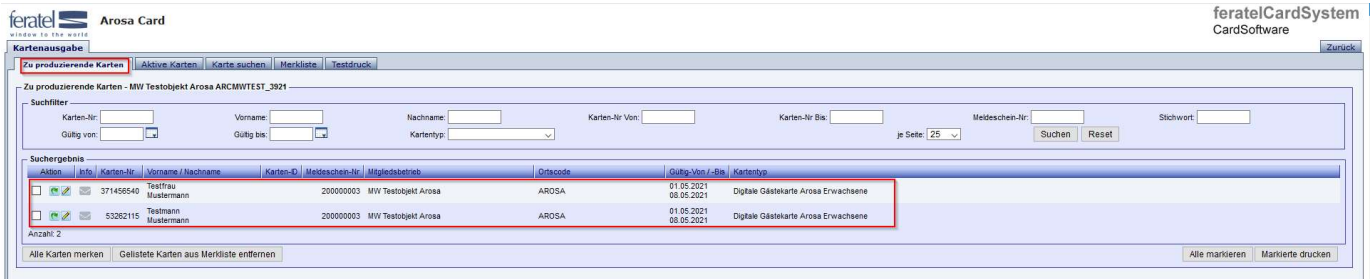 feratel
window to the world
Arosa Card
feratelCardSystem
CardSoftware
Kartenausgabe
Zurück
Zu produzierende Karten Aktive Karten Karte suchen Merkliste Testdruck
Zu produzierende Karten - MW Testobjekt Arosa ARCMWTEST_3921
Suchfilter
Karten-Nr: Vorname: Nachname: Karten-Nr Von: Karten-Nr Bis: Meldeschein-Nr: Stichwort:
Gültig von: Gültig bis: Kartentyp: je Seite: 25 Suchen Reset
Suchergebnis
Aktion Info Karten-Nr Vorname / Nachname Karten-ID Meldeschein-Nr Mitgliedsbetrieb Ortscode Gültig-Von / -Bis Kartentyp
371456540 Testfrau Mustermann 200000003 MW Testobjekt Arosa AROSA 01.05.2021 08.05.2021 Digitale Gästekarte Arosa Erwachsene
53262115 Testmann Mustermann 200000003 MW Testobjekt Arosa AROSA 01.05.2021 08.05.2021 Digitale Gästekarte Arosa Erwachsene
Anzahl: 2
Alle Karten merken Gelistete Karten aus Merkliste entfernen Alle markieren Markierte drucken